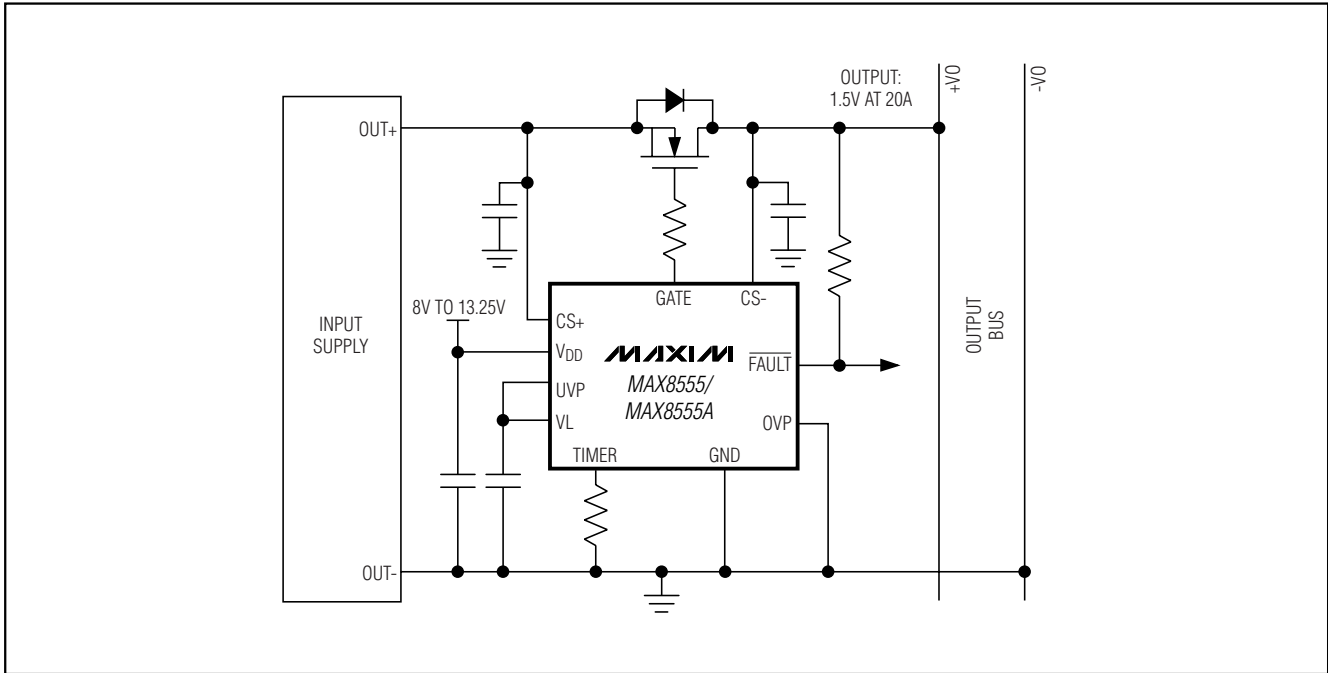 OUTPUT:
1.5V AT 20A
+VO
-VO
OUT+
INPUT
SUPPLY
OUT-
8V TO 13.25V
GATE
CS-
CS+
VDD
UVP
VL
TIMER
GND
MAXIM
MAX8555/
MAX8555A
FAULT
OVP
OUTPUT
BUS